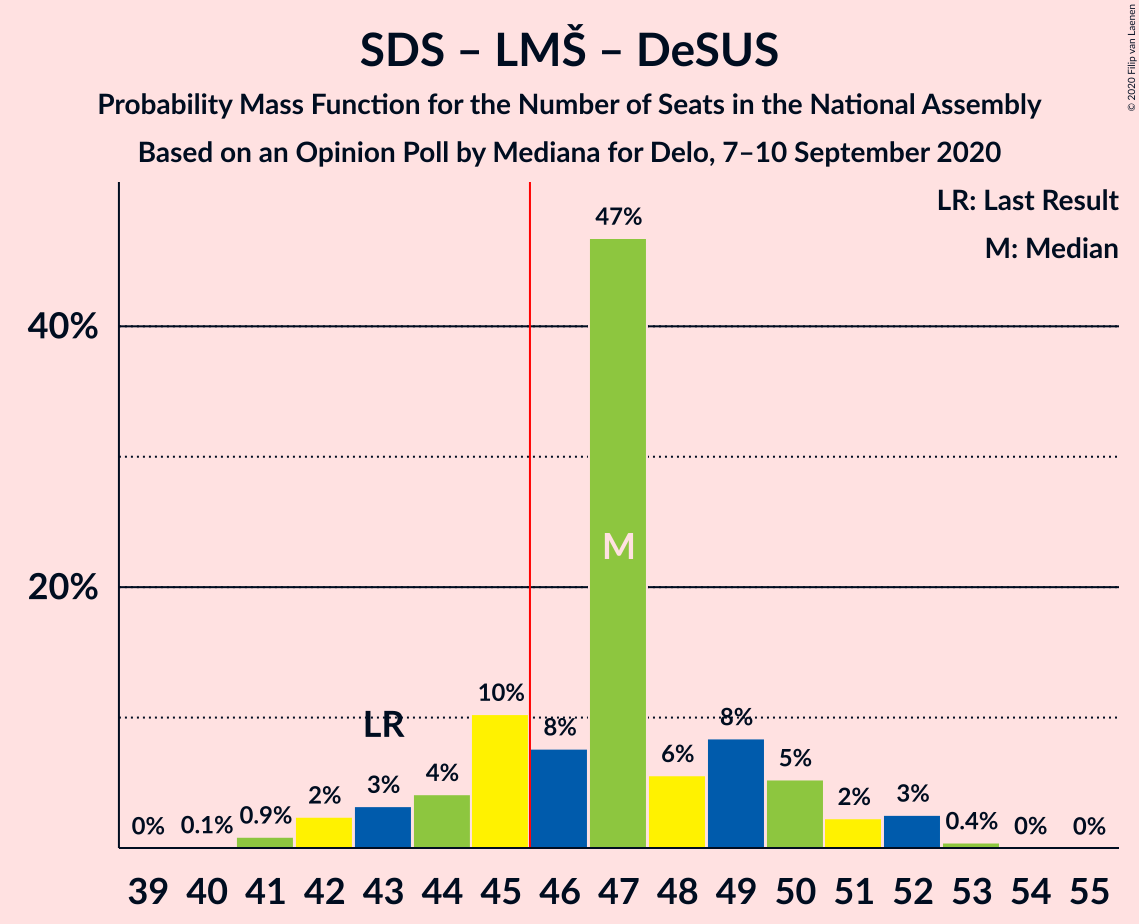 SDS – LMŠ – DeSUS
Probability Mass Function for the Number of Seats in the National Assembly
Based on an Opinion Poll by Mediana for Delo, 7–10 September 2020
© 2020 Filip van Laenen
LR: Last Result
M: Median
40%
20%
0%
0.1%
0.9%
2%
3%
4%
10%
8%
47%
6%
8%
5%
2%
3%
0.4%
0%
0%
LR
M
39 40 41 42 43 44 45 46 47 48 49 50 51 52 53 54 55